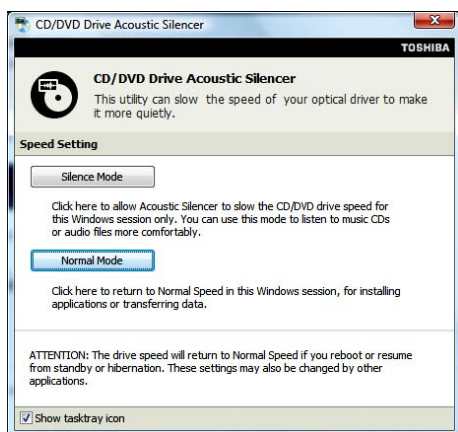 CD/DVD Drive Acoustic Silencer
TOSHIBA
CD/DVD Drive Acoustic Silencer
This utility can slow the speed of your optical driver to make
it more quietly.
Speed Setting
Silence Mode
Click here to allow Acoustic Silencer to slow the CD/DVD drive speed for
this Windows session only. You can use this mode to listen to music CDs
or audio files more comfortably.
Normal Mode
Click here to return to Normal Speed in this Windows session, for installing
applications or transferring data.
ATTENTION: The drive speed will return to Normal Speed if you reboot or resume
from standby or hibernation. These settings may also be changed by other
applications.
Show tasktray icon